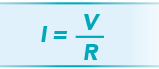 I = V
R